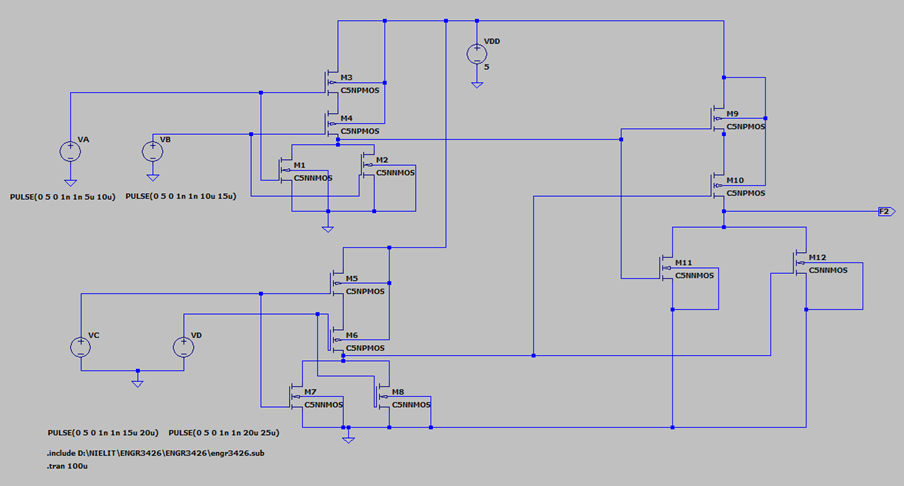 VDD
5
M3
C5NPMOS
M4
C5NPMOS
M9
C5NPMOS
VA
VB
M1
C5NNMOS
M2
C5NNMOS
M10
C5NPMOS
PULSE(0 5 0 1n 1n 5u 10u) PULSE(0 5 0 1n 1n 10u 15u)
F2
M5
C5NPMOS
M11
C5NNMOS
M12
C5NNMOS
VC
VD
M6
C5NPMOS
M7
C5NNMOS
M8
C5NNMOS
PULSE(0 5 0 1n 1n 15u 20u) PULSE(0 5 0 1n 1n 20u 25u)
.include D:\NIELIT\ENGR3426\ENGR3426\engr3426.sub
.tran 100u